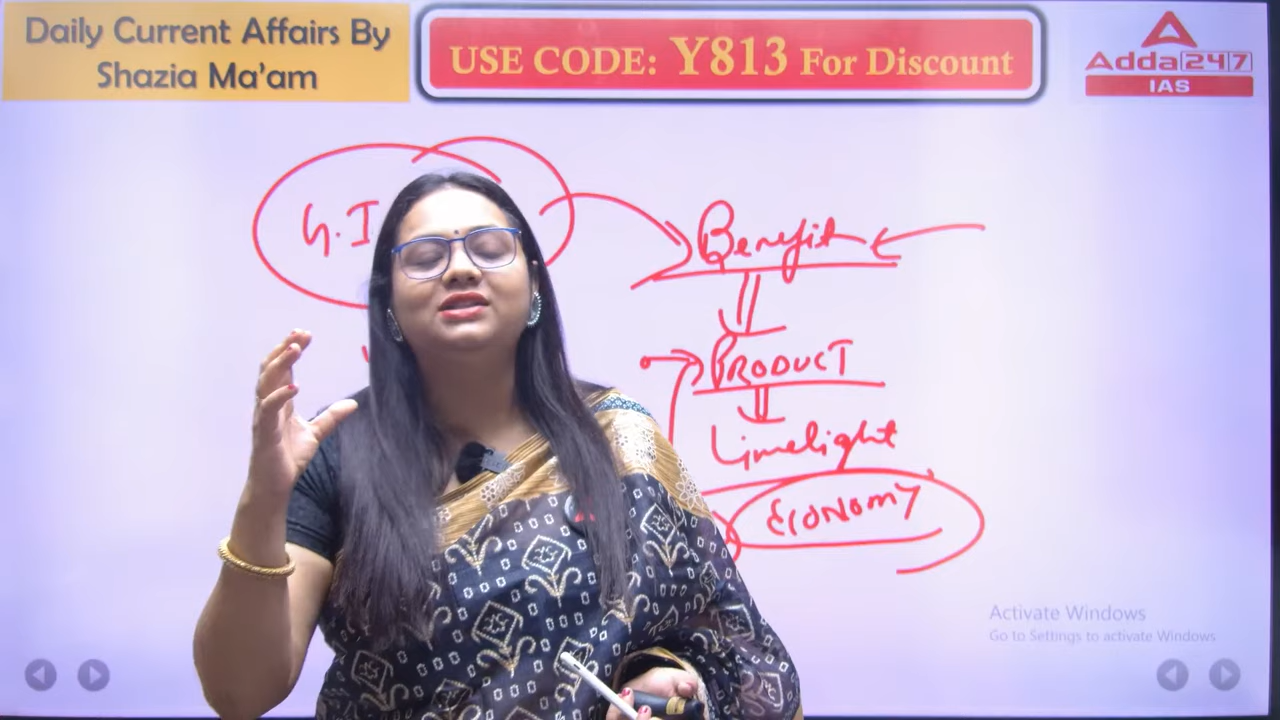 Daily Current Affairs By
Shazia Ma'am
USE CODE: Y813 For Discount
Adda247
IAS
G.I
Benefit
PRODUCT
Limelight
ECONOMY
Activate Windows
Go to Settings to activate Windows